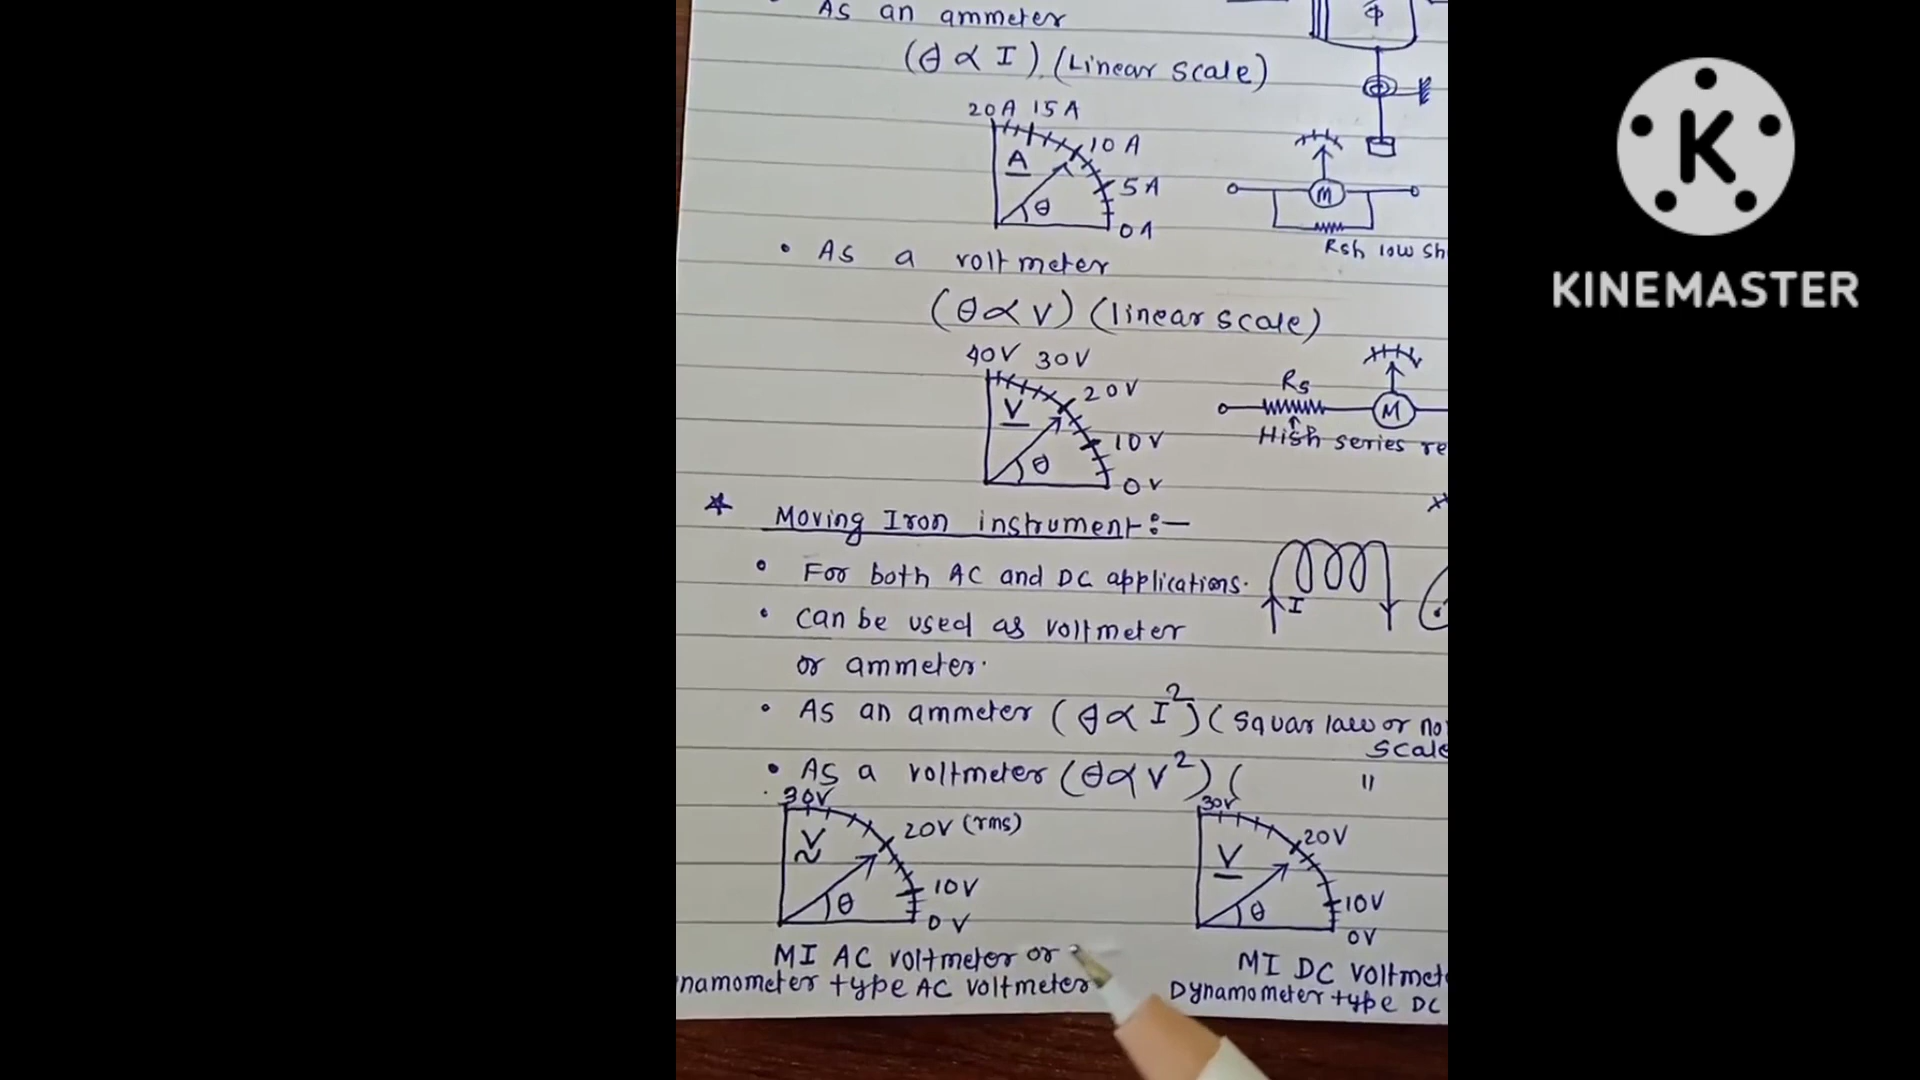 As an ammeter
Φ
(θ ∝ I) (Linear scale)
20A 15A
10 A
A
5A
θ
0A
M
Rsh low sh
• As a voltmeter
(θ ∝ V) (linear scale)
40V 30V
20V
V
10V
θ
0V
Rs
M
High series re
* Moving Iron instrument :-
• For both AC and DC applications.
I
• can be used as voltmeter
or ammeter.
• As an ammeter (θ ∝ I²) (squar law or no
scale
• As a voltmeter (θ ∝ V²) ( "
30V
20V (rms)
V
~
10V
θ
0V
30V
20V
V
10V
θ
0V
MI AC voltmeter or
namometer type AC voltmeter
MI DC voltmet
Dynamometer type DC
K
KINEMASTER